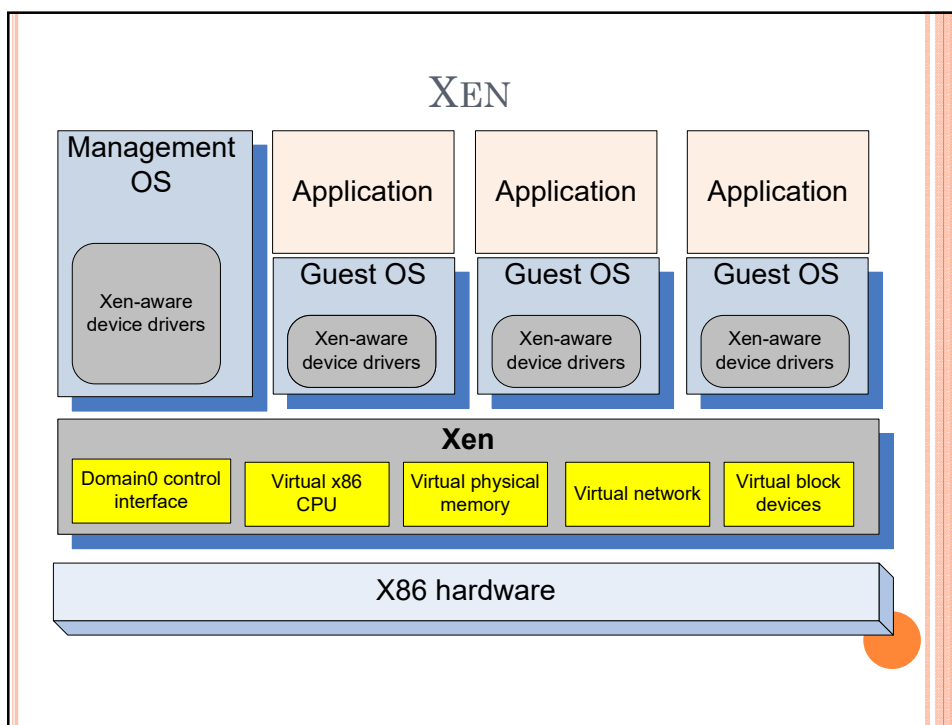 XEN
Management
OS
Xen-aware
device drivers
Application
Application
Application
Guest OS
Xen-aware
device drivers
Guest OS
Xen-aware
device drivers
Guest OS
Xen-aware
device drivers
Xen
Domain0 control
interface
Virtual x86
CPU
Virtual physical
memory
Virtual network
Virtual block
devices
X86 hardware